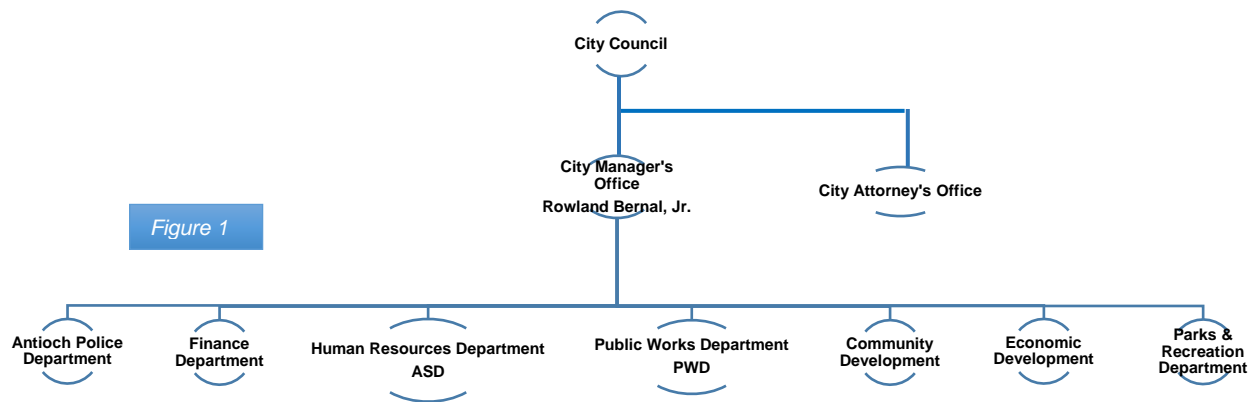 City Council
City Manager's
Office
Rowland Bernal, Jr.
City Attorney's Office
Figure 1
Antioch Police
Department
Finance
Department
Human Resources Department
ASD
Public Works Department
PWD
Community
Development
Economic
Development
Parks &
Recreation
Department